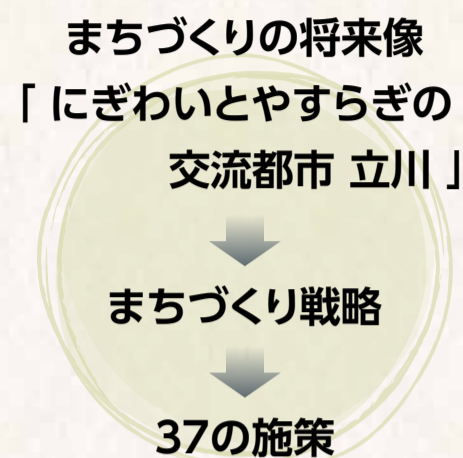 まちづくりの将来像
「 にぎわいとやすらぎの
交流都市 立川 」
まちづくり戦略
37の施策